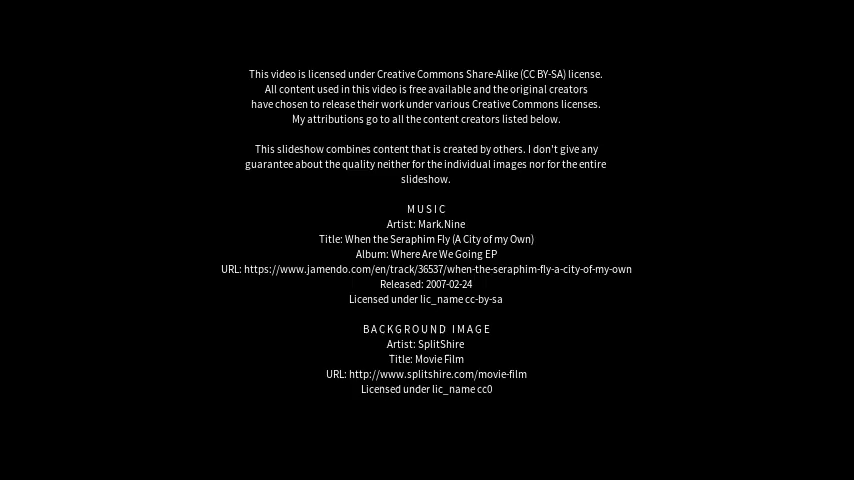 This video is licensed under Creative Commons Share-Alike (CC BY-SA) license.
All content used in this video is free available and the original creators
have chosen to release their work under various Creative Commons licenses.
My attributions go to all the content creators listed below.
This slideshow combines content that is created by others. I don't give any
guarantee about the quality neither for the individual images nor for the entire
slideshow.
MUSIC
Artist: Mark.Nine
Title: When the Seraphim Fly (A City of my Own)
Album: Where Are We Going EP
URL: https://www.jamendo.com/en/track/36537/when-the-seraphim-fly-a-city-of-my-own
Released: 2007-02-24
Licensed under lic_name cc-by-sa
BACKGROUND IMAGE
Artist: SplitShire
Title: Movie Film
URL: http://www.splitshire.com/movie-film
Licensed under lic_name cc0